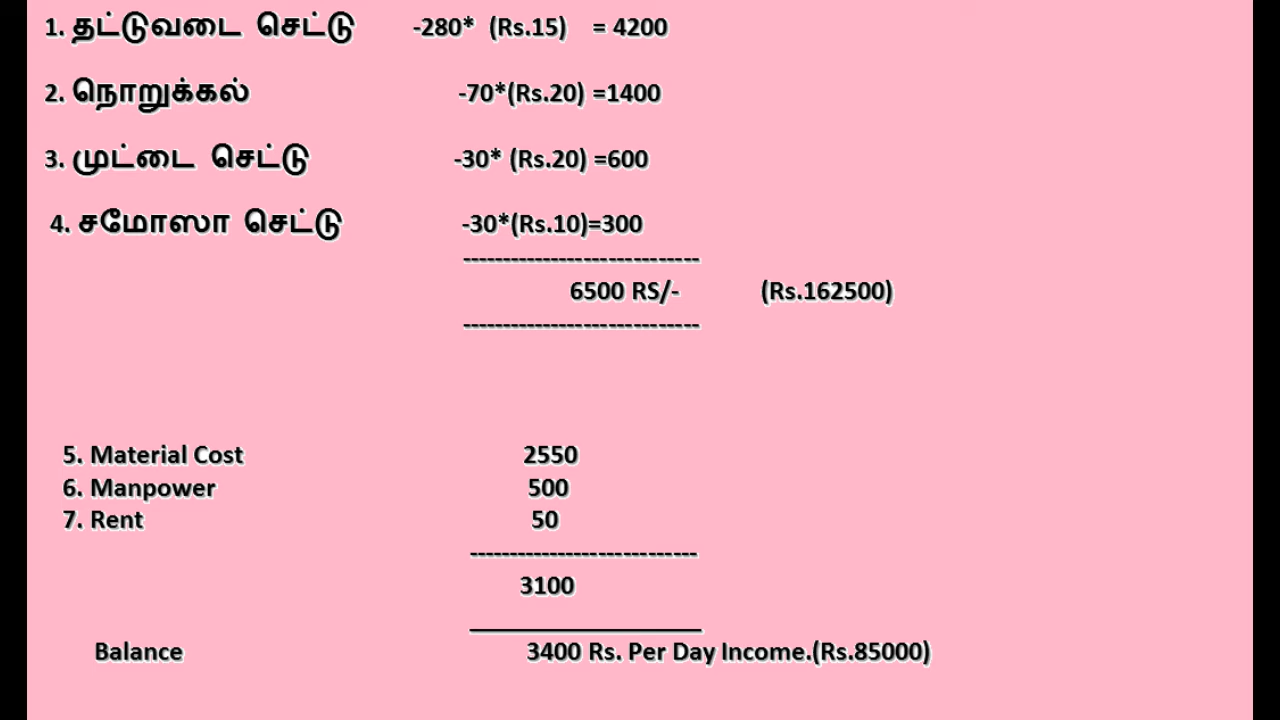 1. தட்டுவடை செட்டு -280* (Rs.15) = 4200
2. நொறுக்கல் -70*(Rs.20) =1400
3. முட்டை செட்டு -30* (Rs.20) =600
4. சமோஸா செட்டு -30*(Rs.10)=300
-----------------------------
6500 RS/- (Rs.162500)
-----------------------------
5. Material Cost 2550
6. Manpower 500
7. Rent 50
----------------------------
3100
___________________
Balance 3400 Rs. Per Day Income.(Rs.85000)